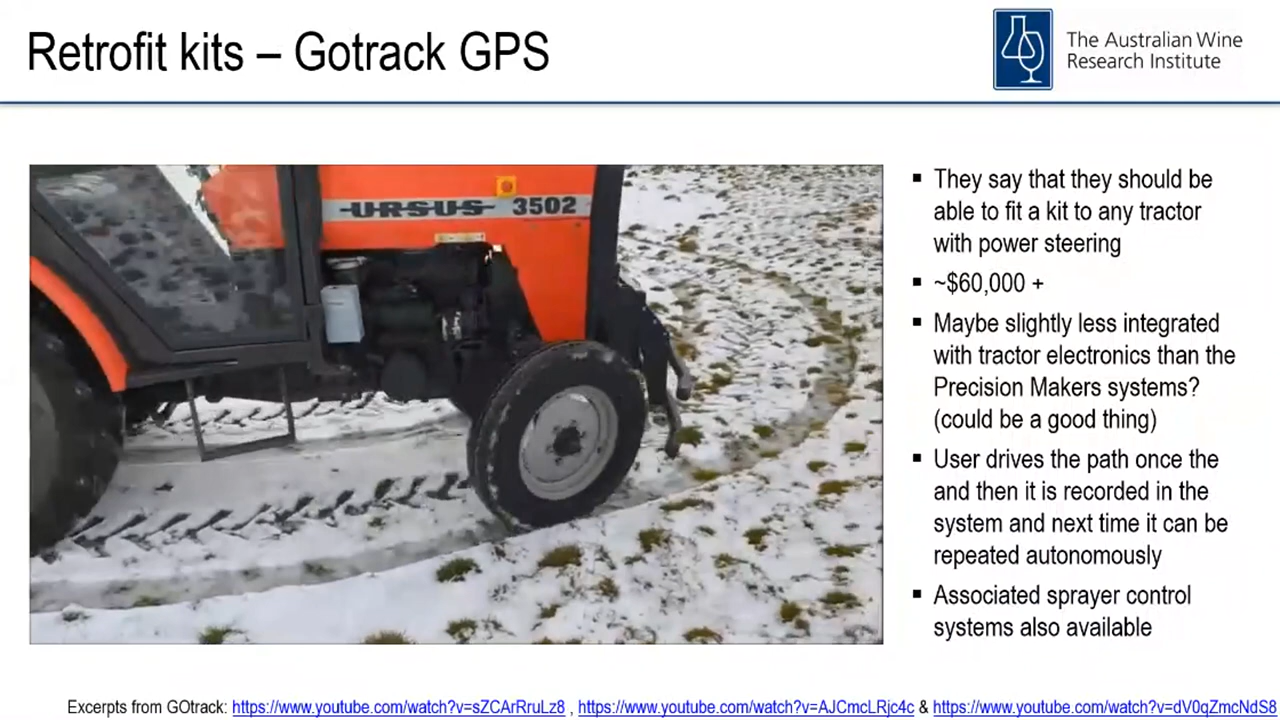 Retrofit kits – Gotrack GPS
The Australian Wine
Research Institute
URSUS 3502
▪ They say that they should be
able to fit a kit to any tractor
with power steering
▪ ~$60,000 +
▪ Maybe slightly less integrated
with tractor electronics than the
Precision Makers systems?
(could be a good thing)
▪ User drives the path once the
and then it is recorded in the
system and next time it can be
repeated autonomously
▪ Associated sprayer control
systems also available
Excerpts from GOtrack: https://www.youtube.com/watch?v=sZCArRruLz8 , https://www.youtube.com/watch?v=AJCmcLRjc4c & https://www.youtube.com/watch?v=dV0qZmcNdS8